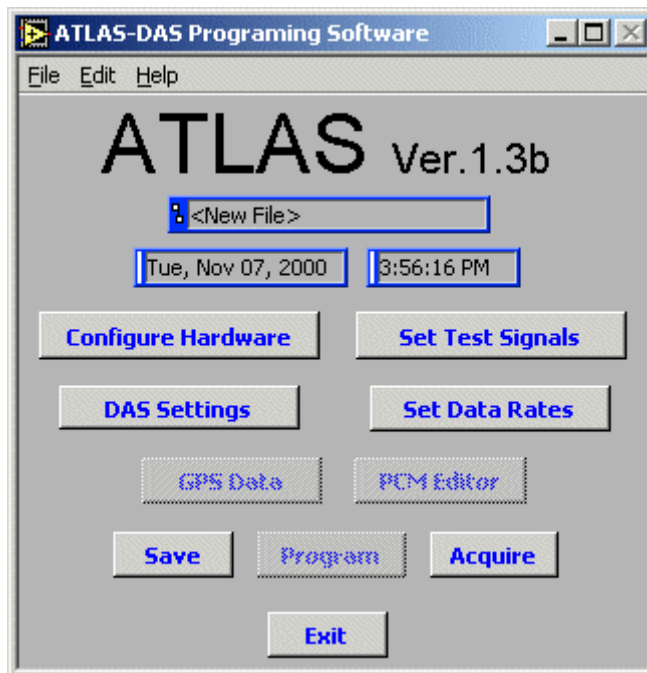 ATLAS-DAS Programing Software
File Edit Help
ATLAS Ver.1.3b
<New File>
Tue, Nov 07, 2000 3:56:16 PM
Configure Hardware Set Test Signals
DAS Settings Set Data Rates
GPS Data PCM Editor
Save Program Acquire
Exit